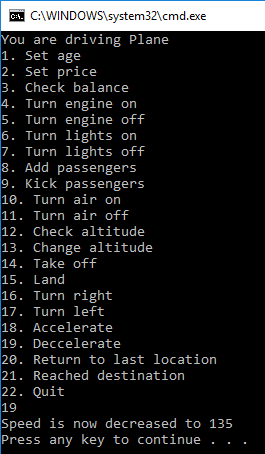 C:\WINDOWS\system32\cmd.exe
You are driving Plane
1. Set age
2. Set price
3. Check balance
4. Turn engine on
5. Turn engine off
6. Turn lights on
7. Turn lights off
8. Add passengers
9. Kick passengers
10. Turn air on
11. Turn air off
12. Check altitude
13. Change altitude
14. Take off
15. Land
16. Turn right
17. Turn left
18. Accelerate
19. Deccelerate
20. Return to last location
21. Reached destination
22. Quit
19
Speed is now decreased to 135
Press any key to continue . . .